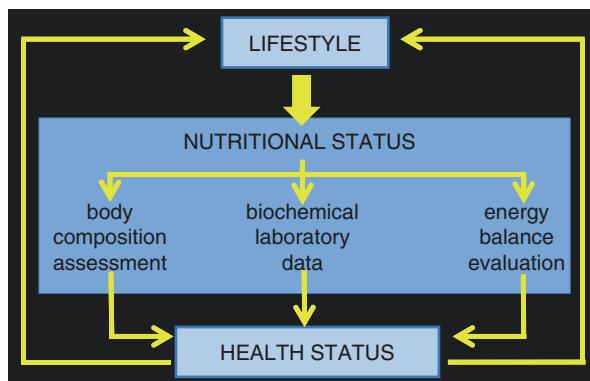 LIFESTYLE
NUTRITIONAL STATUS
body
composition
assessment
biochemical
laboratory
data
energy
balance
evaluation
HEALTH STATUS